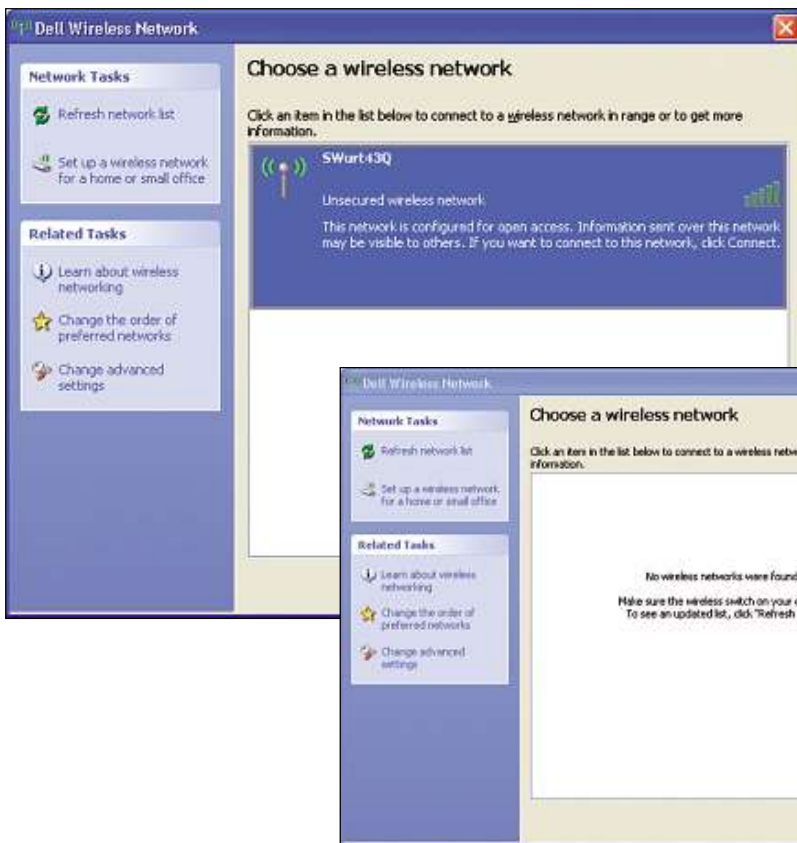 Dell Wireless Network
Network Tasks
Refresh network list
Set up a wireless network
for a home or small office
Related Tasks
Learn about wireless
networking
Change the order of
preferred networks
Change advanced
settings
Choose a wireless network
Click an item in the list below to connect to a wireless network in range or to get more
information.
SWurt43Q
Unsecured wireless network
This network is configured for open access. Information sent over this network
may be visible to others. If you want to connect to this network, click Connect.
Dell Wireless Network
Network Tasks
Refresh network list
Set up a wireless network
for a home or small office
Related Tasks
Learn about wireless
networking
Change the order of
preferred networks
Change advanced
settings
Choose a wireless network
Click an item in the list below to connect to a wireless netw
information.
No wireless networks were found
Make sure the wireless switch on your
To see an updated list, click "Refresh